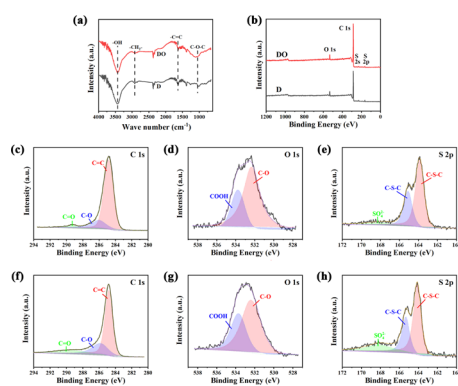 (a)
-OH
-CH₂-
-C=C
C-O-C
DO
D
Intensity (a.u.)
4000 3500 3000 2500 2000 1500 1000
Wave number (cm⁻¹)
(b)
C 1s
O 1s
S 2s
S 2p
DO
D
Intensity (a.u.)
1200 1000 800 600 400 200 0
Binding Energy (eV)
(c)
C 1s
C=C
C=O
C-O
Intensity (a.u.)
294 292 290 288 286 284 282
Binding Energy (eV)
(d)
O 1s
COOH
C-O
Intensity (a.u.)
538 536 534 532 530 528
Binding Energy (eV)
(e)
S 2p
C-S-C
C-S-C
Intensity (a.u.)
172 170 168 166 164 162
Binding Energy (eV)
(f)
C 1s
C=C
C=O
C-O
Intensity (a.u.)
294 292 290 288 286 284 282
Binding Energy (eV)
(g)
O 1s
COOH
C-O
Intensity (a.u.)
538 536 534 532 530 528
Binding Energy (eV)
(h)
S 2p
C-S-C
C-S-C
Intensity (a.u.)
172 170 168 166 164 162
Binding Energy (eV)